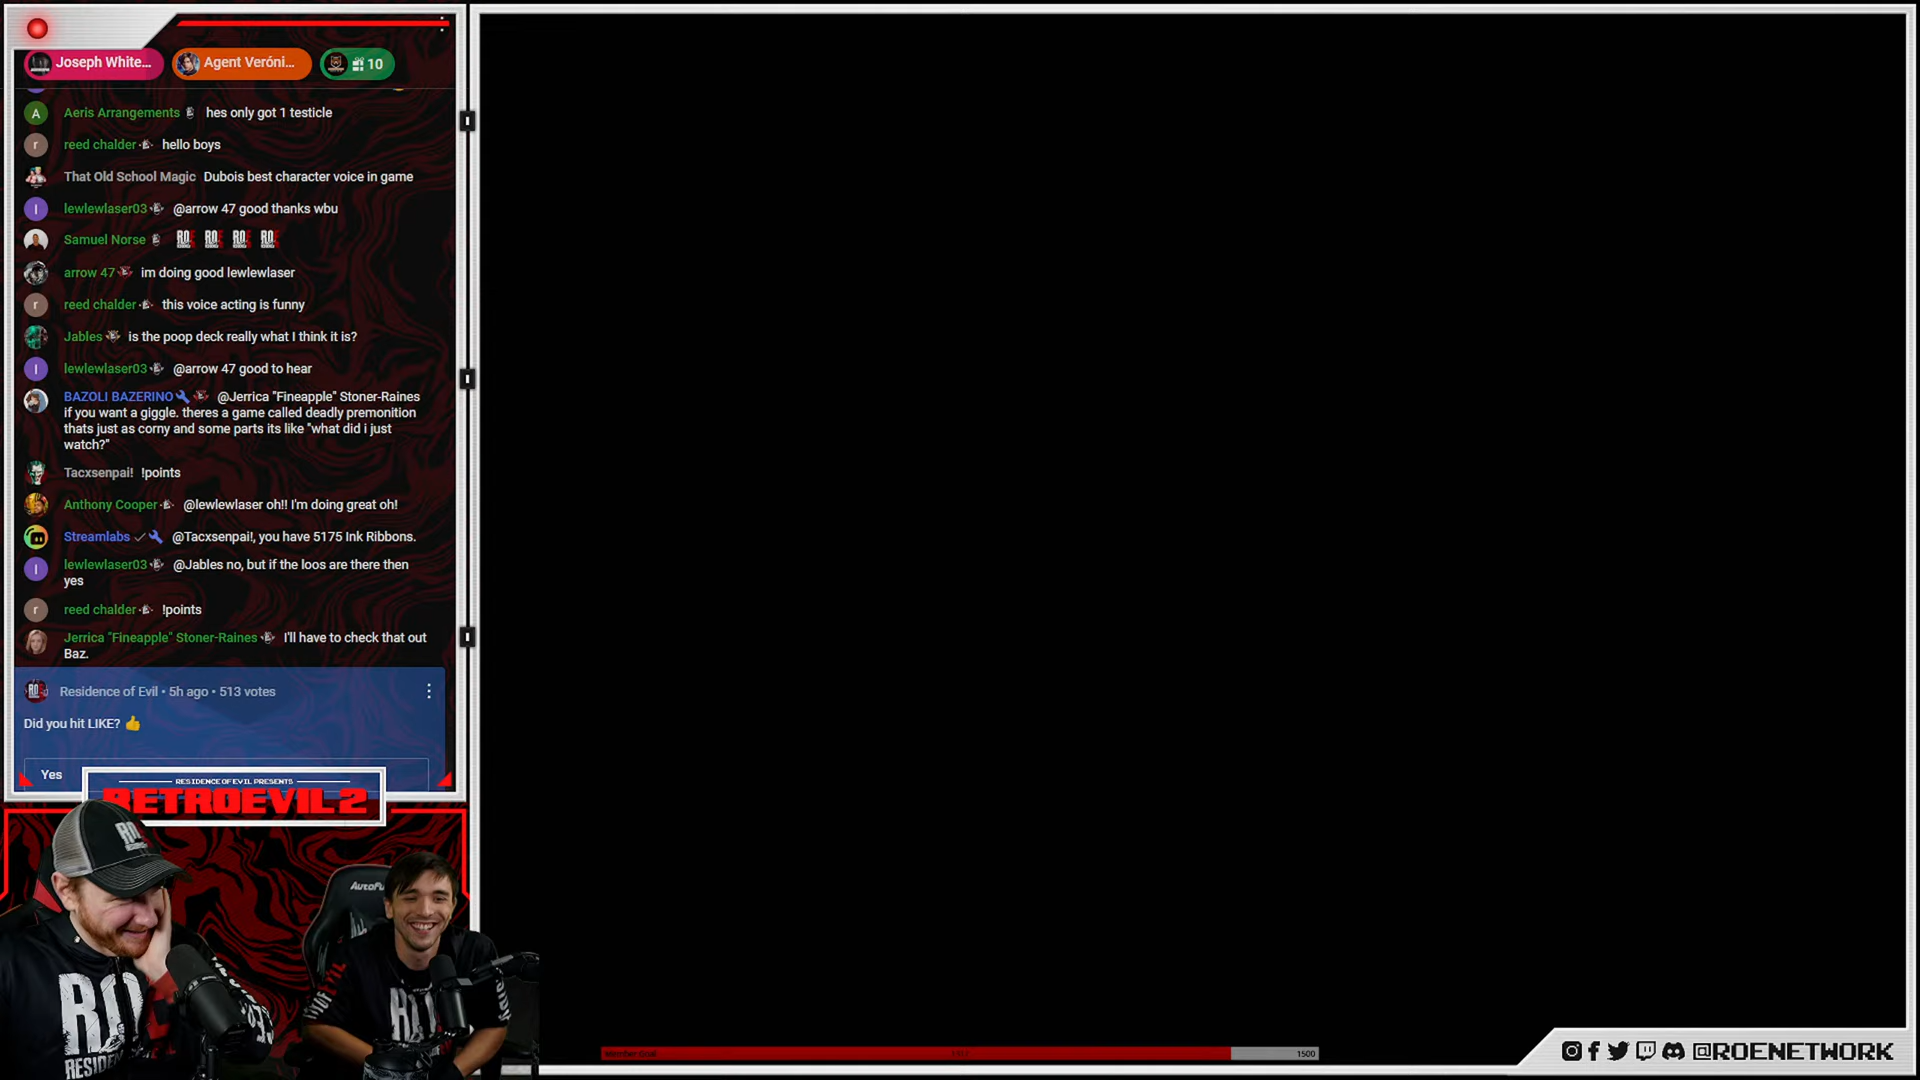 Joseph White...
Agent Veróni...
10
Aeris Arrangements hes only got 1 testicle
reed chalder hello boys
That Old School Magic Dubois best character voice in game
lewlewlaser03 @arrow 47 good thanks wbu
Samuel Norse
arrow 47 im doing good lewlewlaser
reed chalder this voice acting is funny
Jables is the poop deck really what I think it is?
lewlewlaser03 @arrow 47 good to hear
BAZOLI BAZERINO @Jerrica "Fineapple" Stoner-Raines
if you want a giggle. theres a game called deadly premonition
thats just as corny and some parts its like "what did i just
watch?"
Tacxsenpai! !points
Anthony Cooper @lewlewlaser oh!! I'm doing great oh!
Streamlabs @Tacxsenpai!, you have 5175 Ink Ribbons.
lewlewlaser03 @Jables no, but if the loos are there then
yes
reed chalder !points
Jerrica "Fineapple" Stoner-Raines I'll have to check that out
Baz.
Residence of Evil • 5h ago • 513 votes
Did you hit LIKE? 👍
Yes
RESIDENCE OF EVIL PRESENTS
RETROEVIL 2
Member Goal
1500
@ROENETWORK